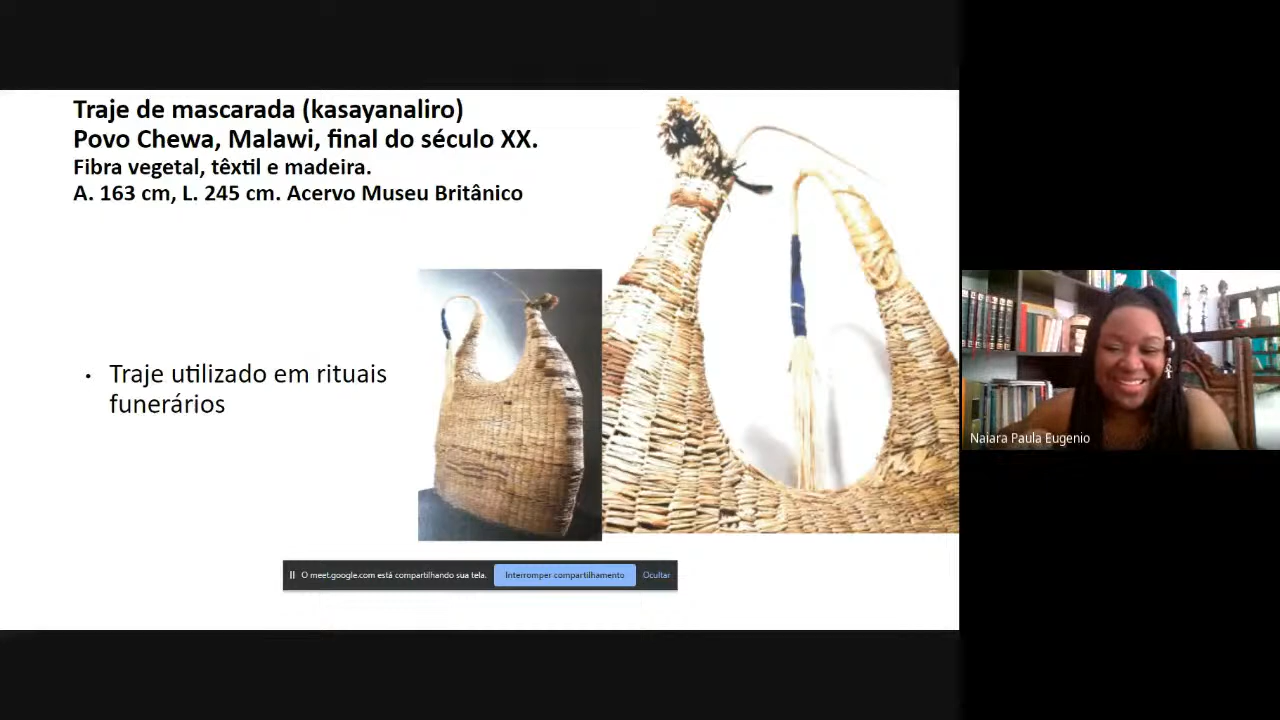 Traje de mascarada (kasayanaliro)
Povo Chewa, Malawi, final do século XX.
Fibra vegetal, têxtil e madeira.
A. 163 cm, L. 245 cm. Acervo Museu Britânico
• Traje utilizado em rituais
funerários
Naiara Paula Eugenio
O meet.google.com está compartilhando sua tela. Interromper compartilhamento Ocultar